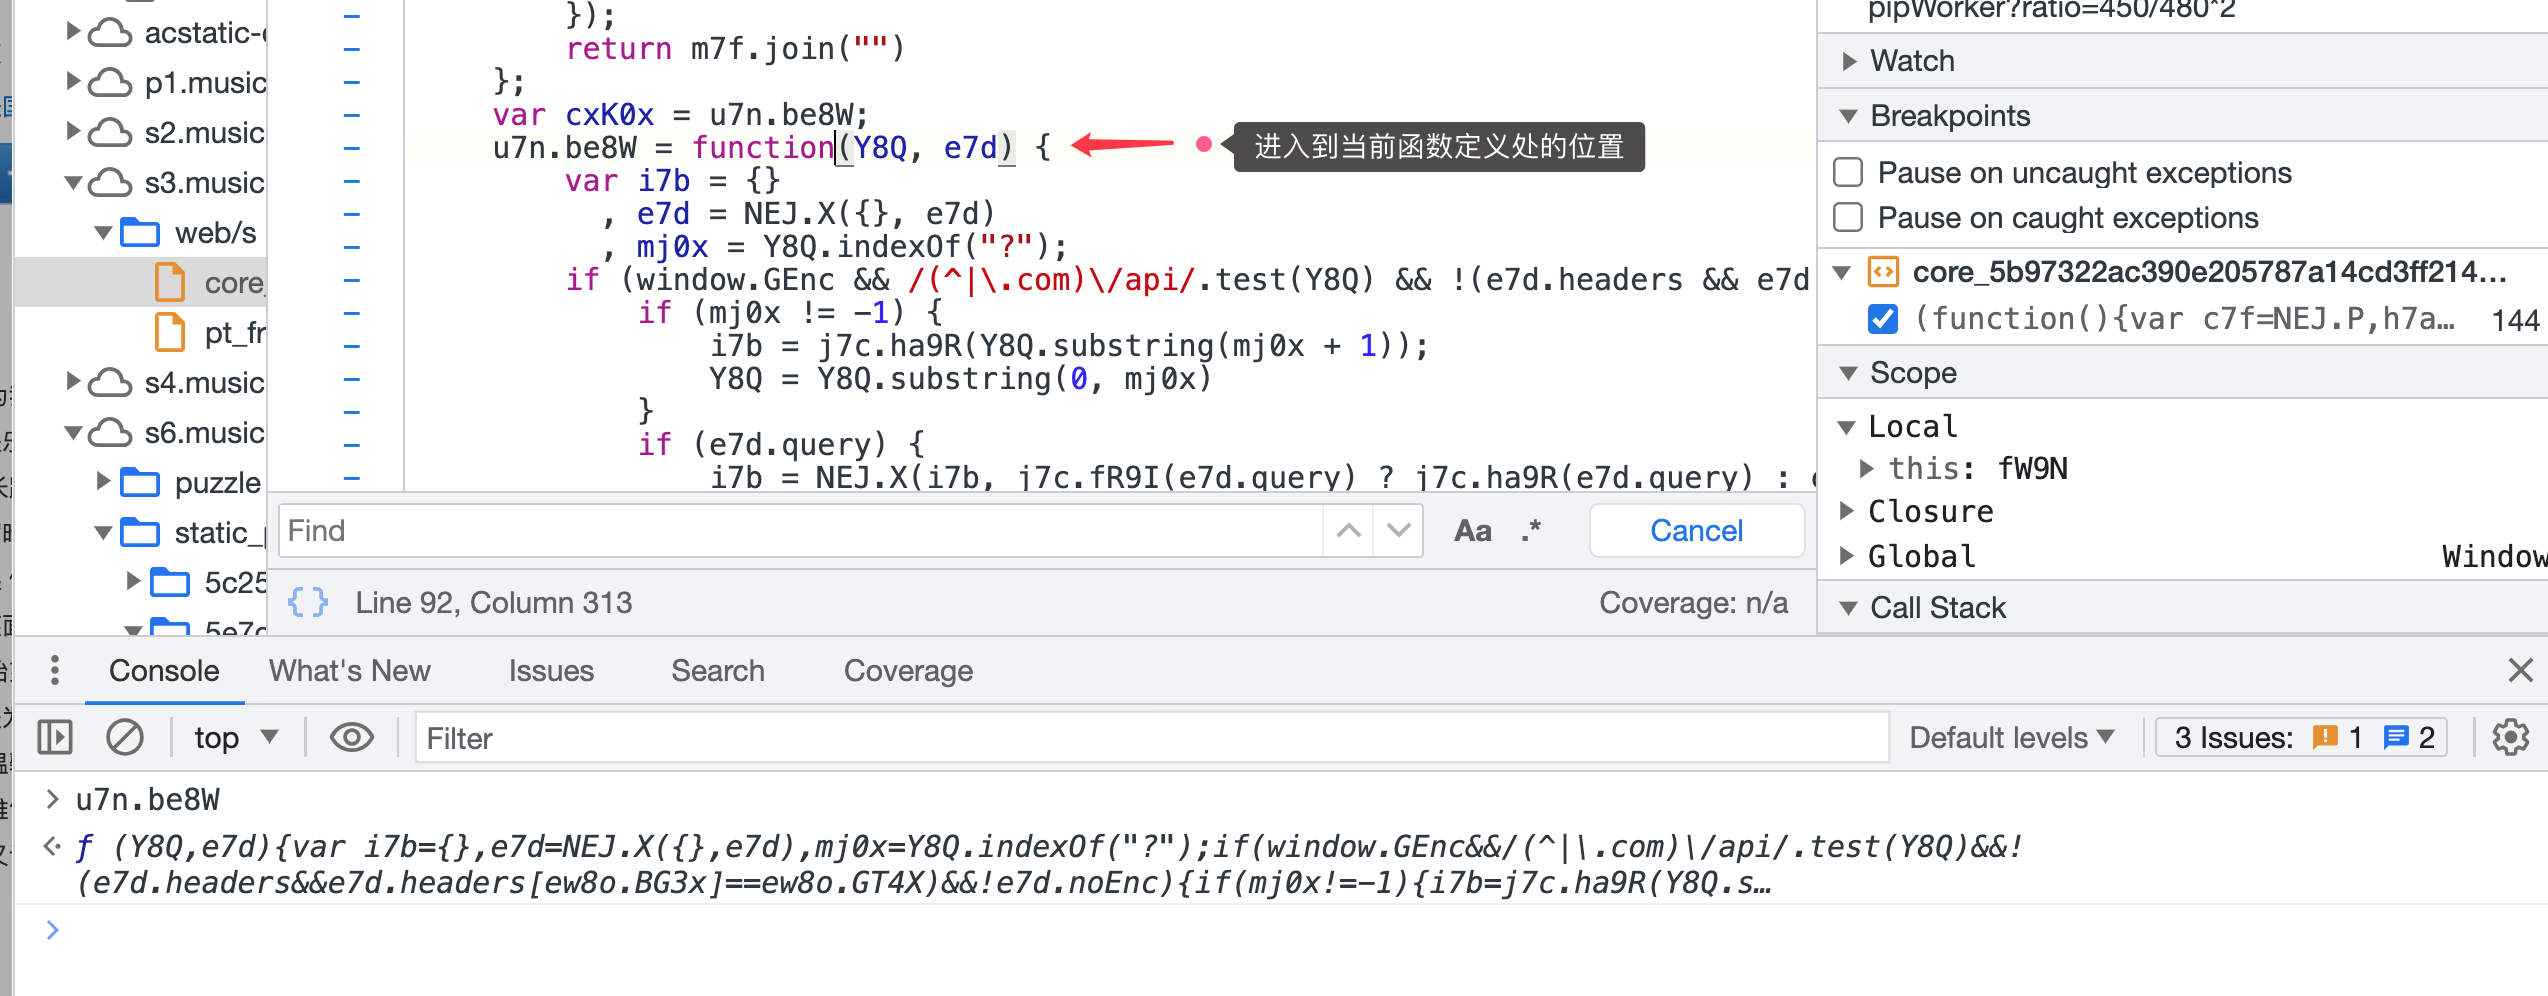 acstatic-
p1.music
s2.music
s3.music
web/s
core_
pt_fr
s4.music
s6.music
puzzle
static_
5c25
5e7c
});
return m7f.join("")
};
var cxK0x = u7n.be8W;
u7n.be8W = function(Y8Q, e7d) {
进入到当前函数定义处的位置
var i7b = {}
, e7d = NEJ.X({}, e7d)
, mj0x = Y8Q.indexOf("?");
if (window.GEnc && /(^|\.com)\/api/.test(Y8Q) && !(e7d.headers && e7d
if (mj0x != -1) {
i7b = j7c.ha9R(Y8Q.substring(mj0x + 1));
Y8Q = Y8Q.substring(0, mj0x)
}
if (e7d.query) {
i7b = NEJ.X(i7b, j7c.fR9I(e7d.query) ? j7c.ha9R(e7d.query) :
Find
Aa .* Cancel
{} Line 92, Column 313
Coverage: n/a
pipWorker?ratio=450/480*2
Watch
Breakpoints
Pause on uncaught exceptions
Pause on caught exceptions
core_5b97322ac390e205787a14cd3ff214...
(function(){var c7f=NEJ.P,h7a… 144
Scope
Local
this: fW9N
Closure
Global Window
Call Stack
Console What's New Issues Search Coverage
top Filter Default levels 3 Issues: 1 2
> u7n.be8W
ƒ (Y8Q,e7d){var i7b={},e7d=NEJ.X({},e7d),mj0x=Y8Q.indexOf("?");if(window.GEnc&&/(^|\.com)\/api/.test(Y8Q)&&!
(e7d.headers&&e7d.headers[ew8o.BG3x]==ew8o.GT4X)&&!e7d.noEnc){if(mj0x!=-1){i7b=j7c.ha9R(Y8Q.s…
>